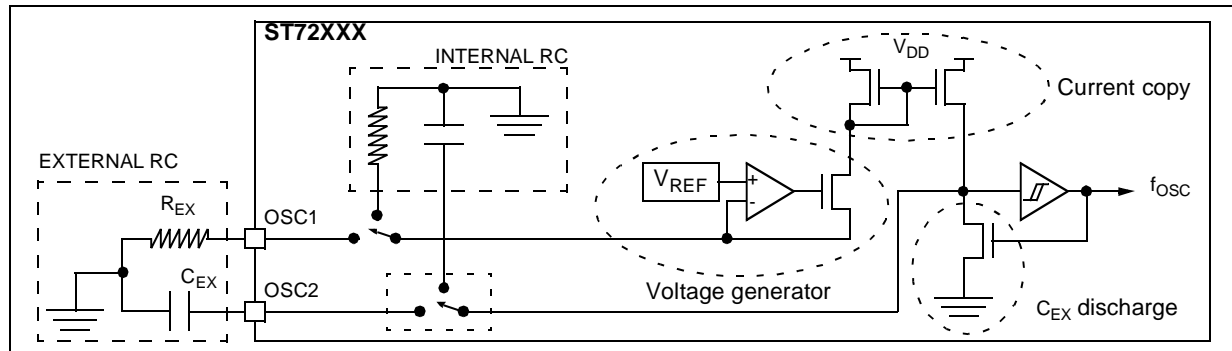 ST72XXX
INTERNAL RC
V_DD
Current copy
EXTERNAL RC
R_EX
OSC1
V_REF
+
-
f_OSC
C_EX
OSC2
Voltage generator
C_EX discharge